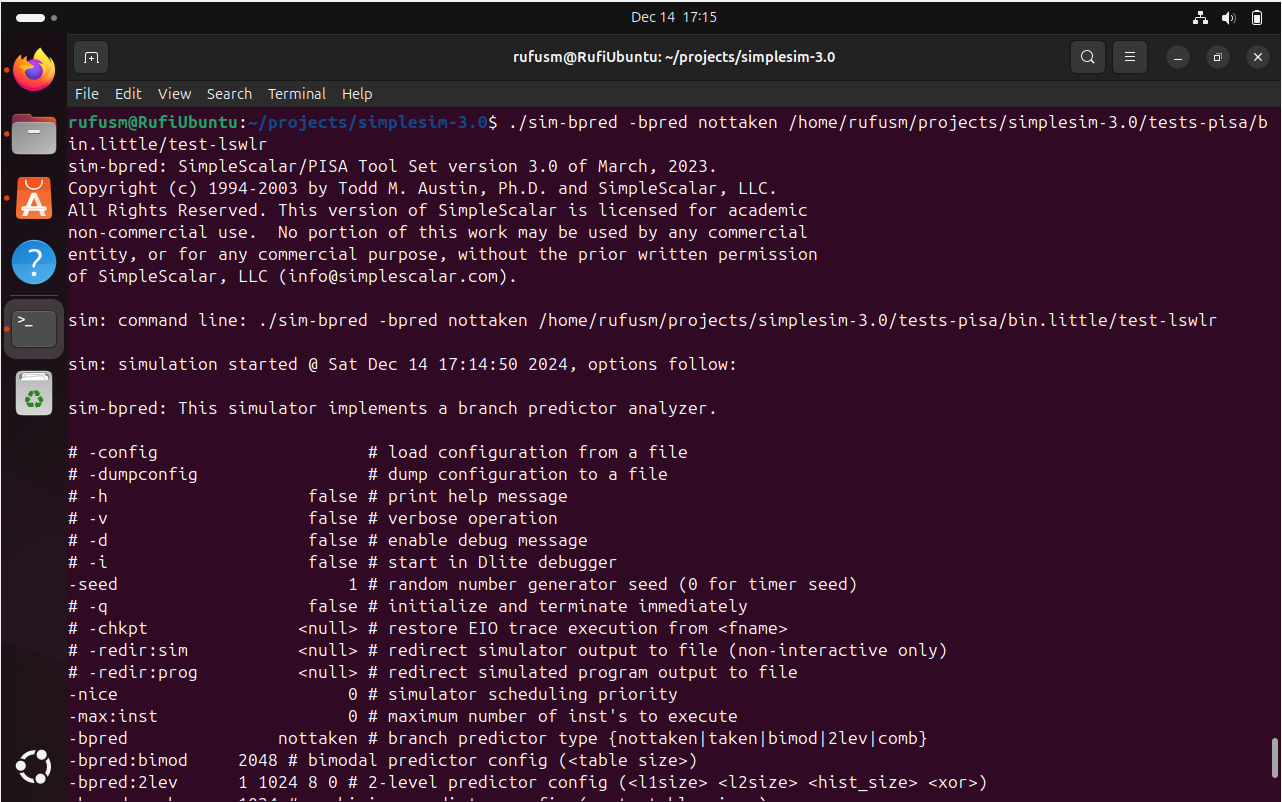 Dec 14 17:15
rufusm@RufiUbuntu: ~/projects/simplesim-3.0
File Edit View Search Terminal Help
rufusm@RufiUbuntu:~/projects/simplesim-3.0$ ./sim-bpred -bpred nottaken /home/rufusm/projects/simplesim-3.0/tests-pisa/b
in.little/test-lswlr
sim-bpred: SimpleScalar/PISA Tool Set version 3.0 of March, 2023.
Copyright (c) 1994-2003 by Todd M. Austin, Ph.D. and SimpleScalar, LLC.
All Rights Reserved. This version of SimpleScalar is licensed for academic
non-commercial use.  No portion of this work may be used by any commercial
entity, or for any commercial purpose, without the prior written permission
of SimpleScalar, LLC (info@simplescalar.com).
sim: command line: ./sim-bpred -bpred nottaken /home/rufusm/projects/simplesim-3.0/tests-pisa/bin.little/test-lswlr
sim: simulation started @ Sat Dec 14 17:14:50 2024, options follow:
sim-bpred: This simulator implements a branch predictor analyzer.
# -config                     # load configuration from a file
# -dumpconfig                 # dump configuration to a file
# -h                    false # print help message
# -v                    false # verbose operation
# -d                    false # enable debug message
# -i                    false # start in Dlite debugger
-seed                       1 # random number generator seed (0 for timer seed)
# -q                    false # initialize and terminate immediately
# -chkpt               <null> # restore EIO trace execution from <fname>
# -redir:sim           <null> # redirect simulator output to file (non-interactive only)
# -redir:prog          <null> # redirect simulated program output to file
-nice                       0 # simulator scheduling priority
-max:inst                   0 # maximum number of inst's to execute
-bpred               nottaken # branch predictor type {nottaken|taken|bimod|2lev|comb}
-bpred:bimod     2048 # bimodal predictor config (<table size>)
-bpred:2lev      1 1024 8 0 # 2-level predictor config (<l1size> <l2size> <hist_size> <xor>)